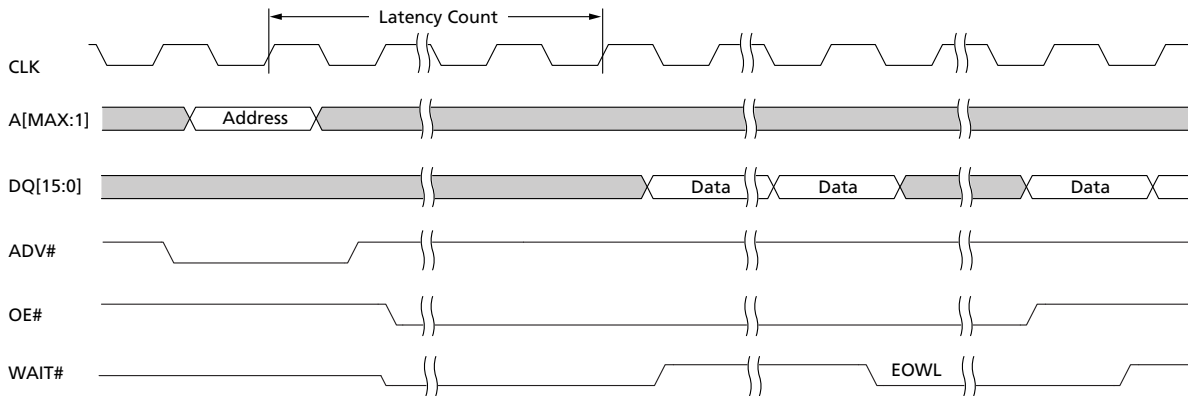 Latency Count
CLK
A[MAX:1]
Address
DQ[15:0]
Data
Data
Data
ADV#
OE#
WAIT#
EOWL